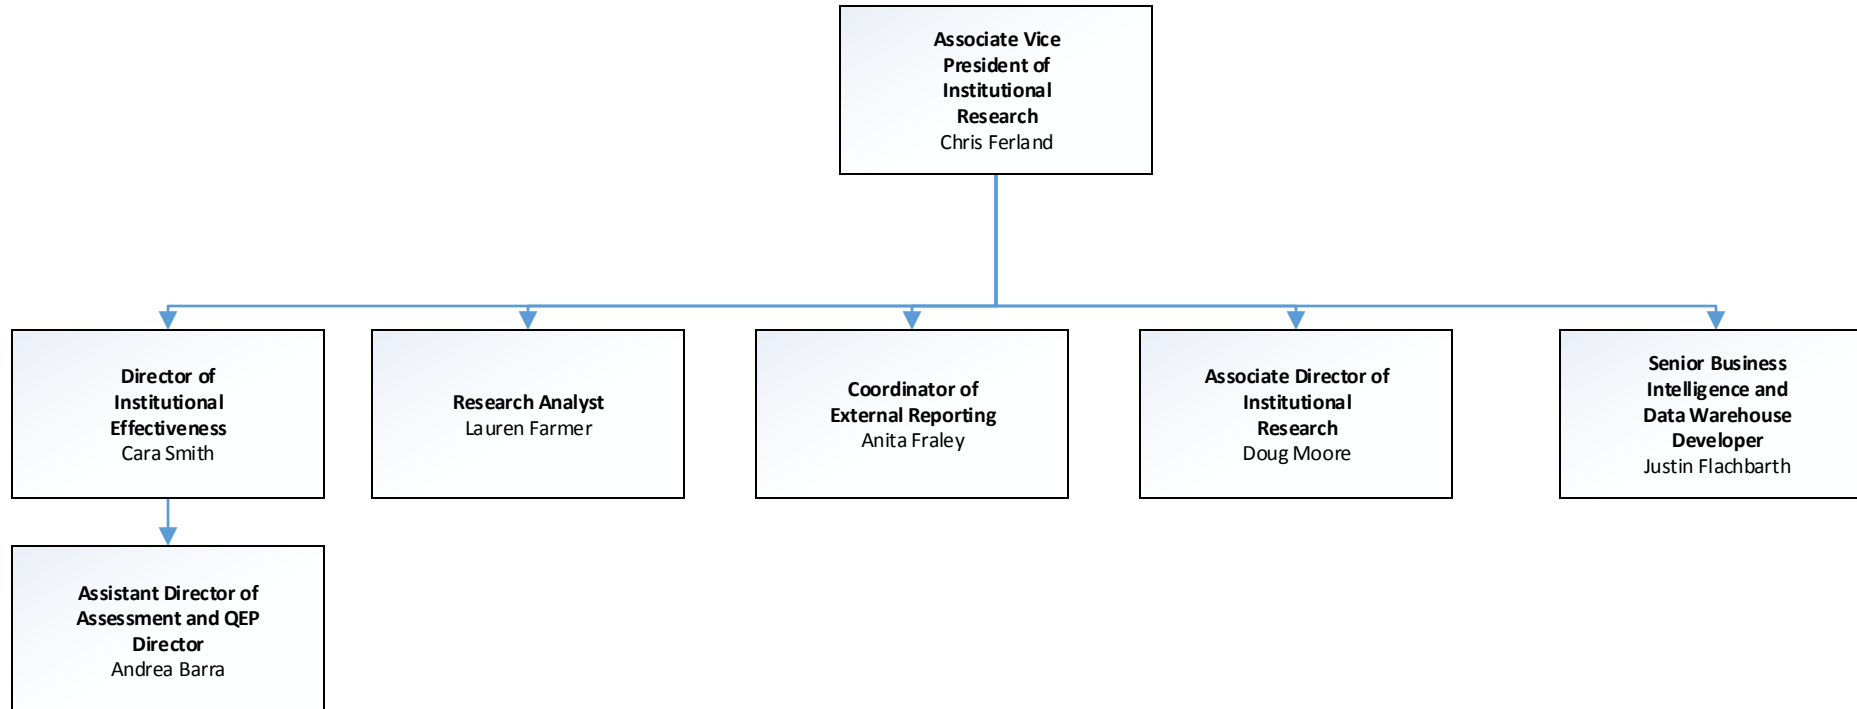 Associate Vice
President of
Institutional
Research
Chris Ferland
Director of
Institutional
Effectiveness
Cara Smith
Research Analyst
Lauren Farmer
Coordinator of
External Reporting
Anita Fraley
Associate Director of
Institutional
Research
Doug Moore
Senior Business
Intelligence and
Data Warehouse
Developer
Justin Flachbarth
Assistant Director of
Assessment and QEP
Director
Andrea Barra